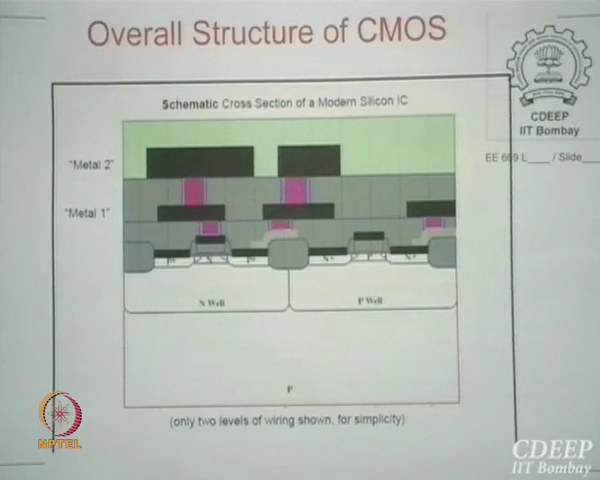 Overall Structure of CMOS
CDEEP
IIT Bombay
EE 669 L____ / Slide____
Schematic Cross Section of a Modern Silicon IC
"Metal 2"
"Metal 1"
P+ N P+ N+ P N+
N Well P Well
P
(only two levels of wiring shown, for simplicity)
NPTEL
CDEEP
IIT Bombay